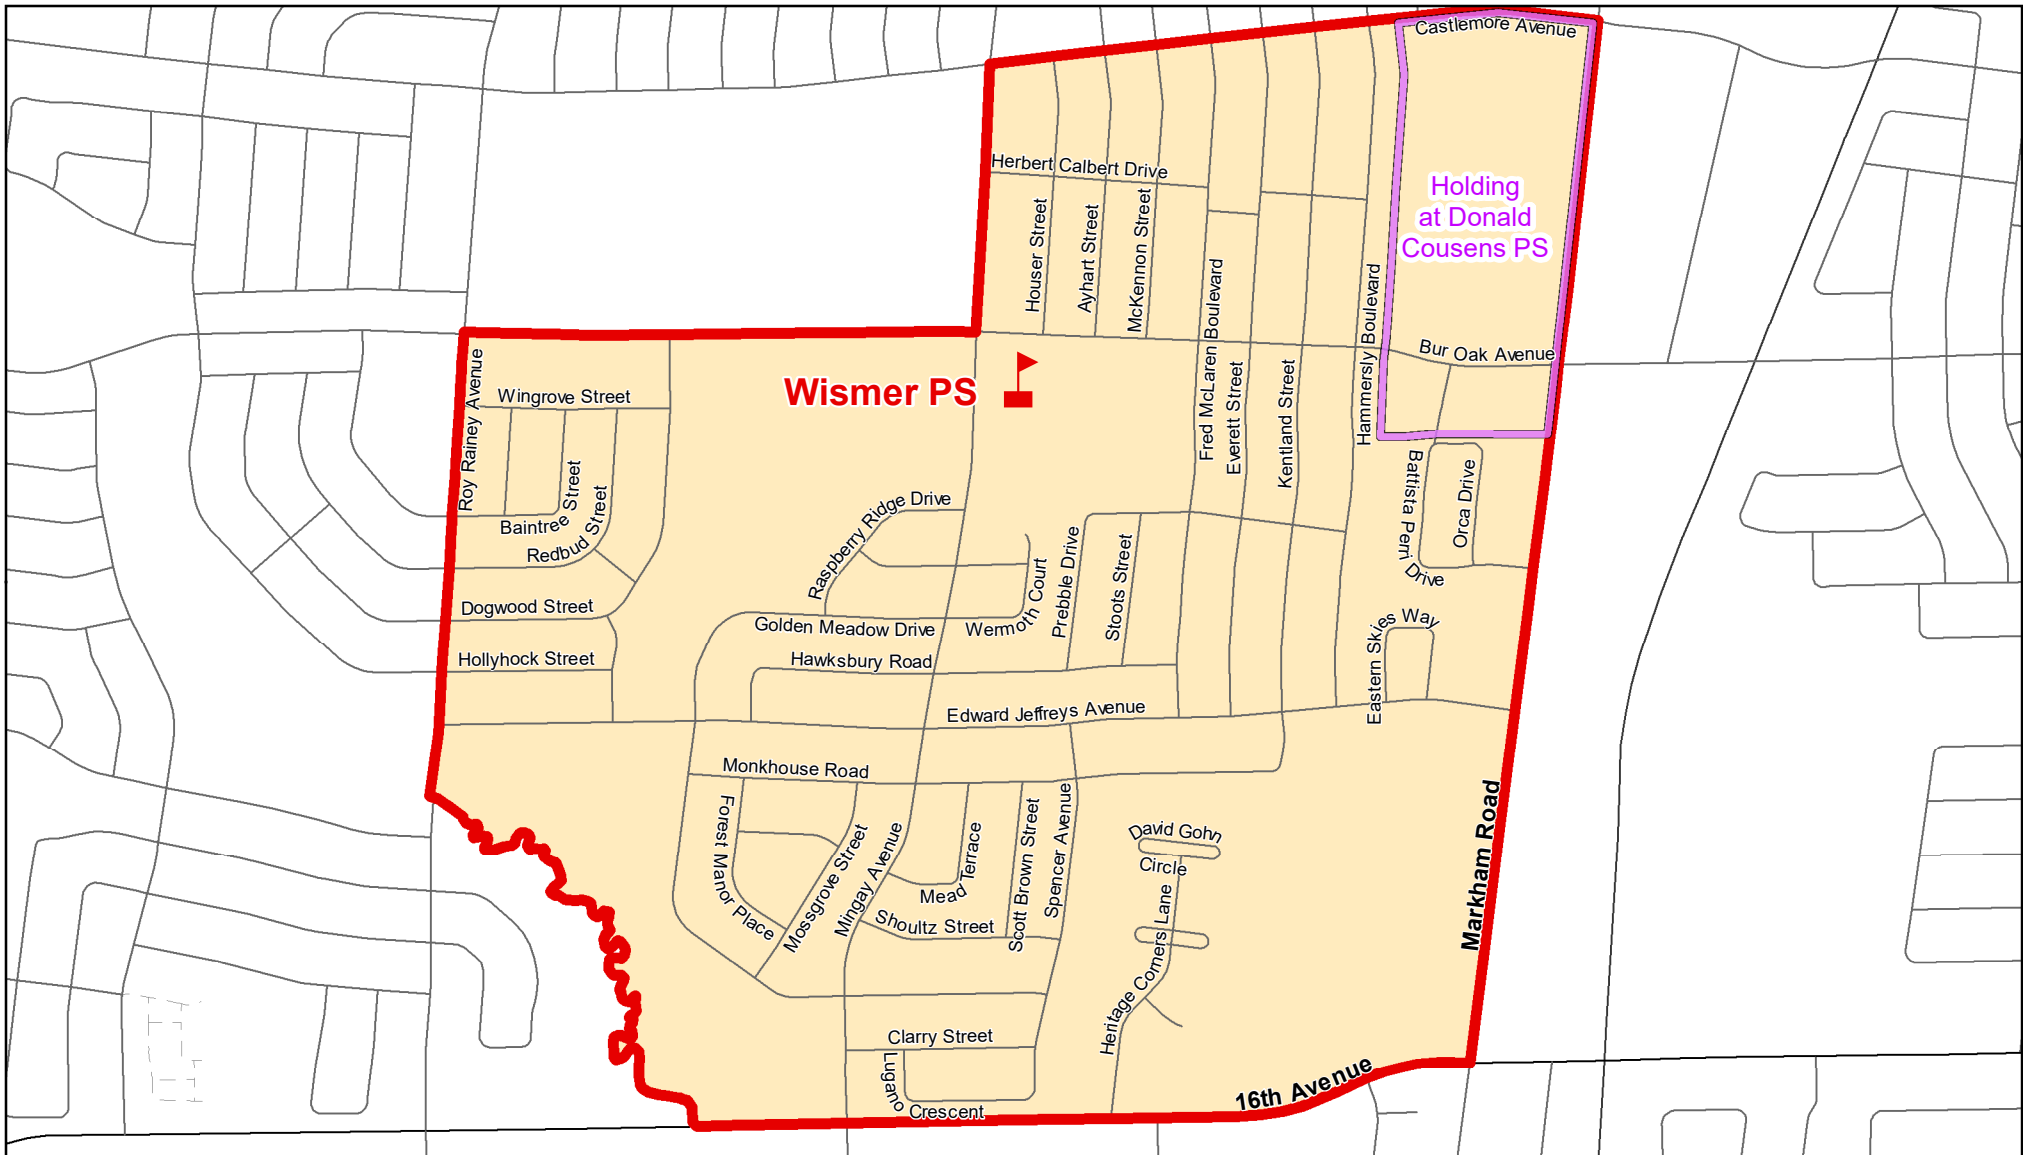 Castlemore Avenue
Herbert Calbert Drive
Holding
at Donald
Cousens PS
Houser Street
Ayhart Street
McKennon Street
Fred McLaren Boulevard
Hammersly Boulevard
Bur Oak Avenue
Wismer PS
Roy Rainey Avenue
Wingrove Street
Everett Street
Kentland Street
Baintree Street
Redbud Street
Battista Perri Drive
Orca Drive
Raspberry Ridge Drive
Dogwood Street
Golden Meadow Drive
Wermoth Court
Prebble Drive
Stoots Street
Eastern Skies Way
Hollyhock Street
Hawksbury Road
Edward Jeffreys Avenue
Monkhouse Road
Forest Manor Place
Mossgrove Street
Mingay Avenue
Mead Terrace
Shoultz Street
Scott Brown Street
Spencer Avenue
David Gohn
Circle
Heritage Corners Lane
Markham Road
Clarry Street
Lugano Crescent
16th Avenue